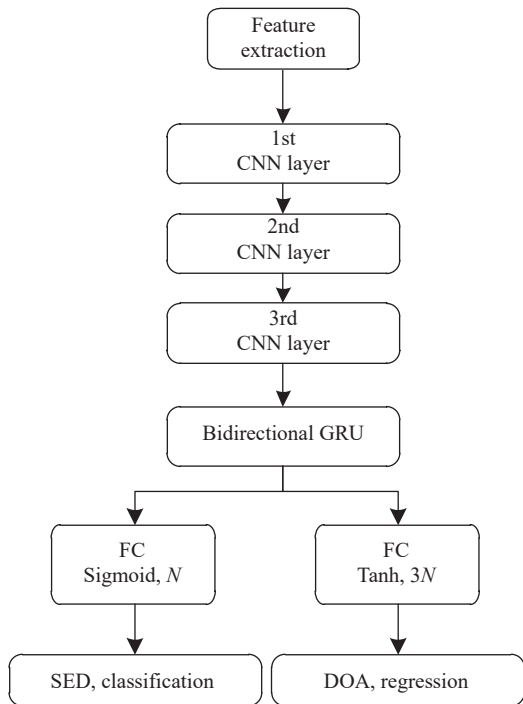 Feature
extraction
1st
CNN layer
2nd
CNN layer
3rd
CNN layer
Bidirectional GRU
FC
Sigmoid, N
FC
Tanh, 3N
SED, classification
DOA, regression